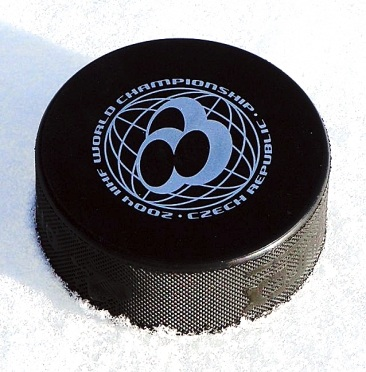 2004 IIHF WORLD CHAMPIONSHIP · CZECH REPUBLIC ·